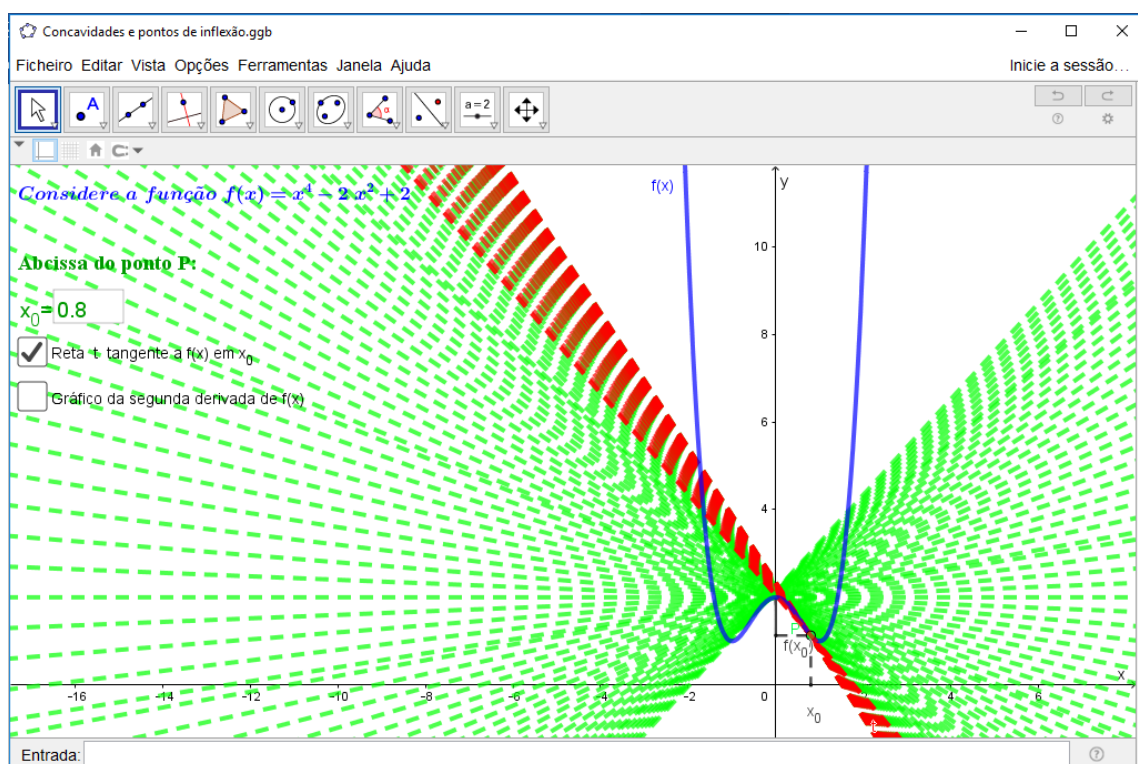 Concavidades e pontos de inflexão.ggb
Ficheiro Editar Vista Opções Ferramentas Janela Ajuda
Inicie a sessão...
A
α
a=2
Considere a função f(x) = x⁴ − 2 x² + 2
Abcissa do ponto P:
x₀= 0.8
Reta t tangente a f(x) em x₀
Gráfico da segunda derivada de f(x)
f(x)
y
10
8
6
4
P
f(x₀)
x
-16 -14 -12 -10 -8 -6 -4 -2 0 2 4 6
x₀
t
Entrada: